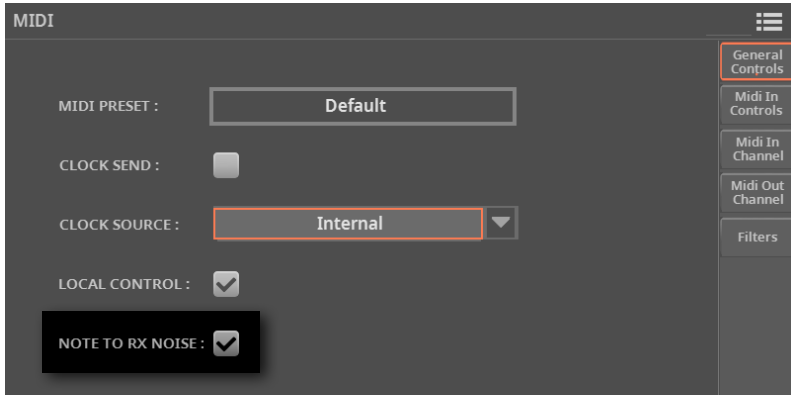 MIDI
General
Controls
MIDI PRESET :
Default
Midi In
Controls
CLOCK SEND :
Midi In
Channel
Midi Out
Channel
CLOCK SOURCE :
Internal
Filters
LOCAL CONTROL :
NOTE TO RX NOISE :